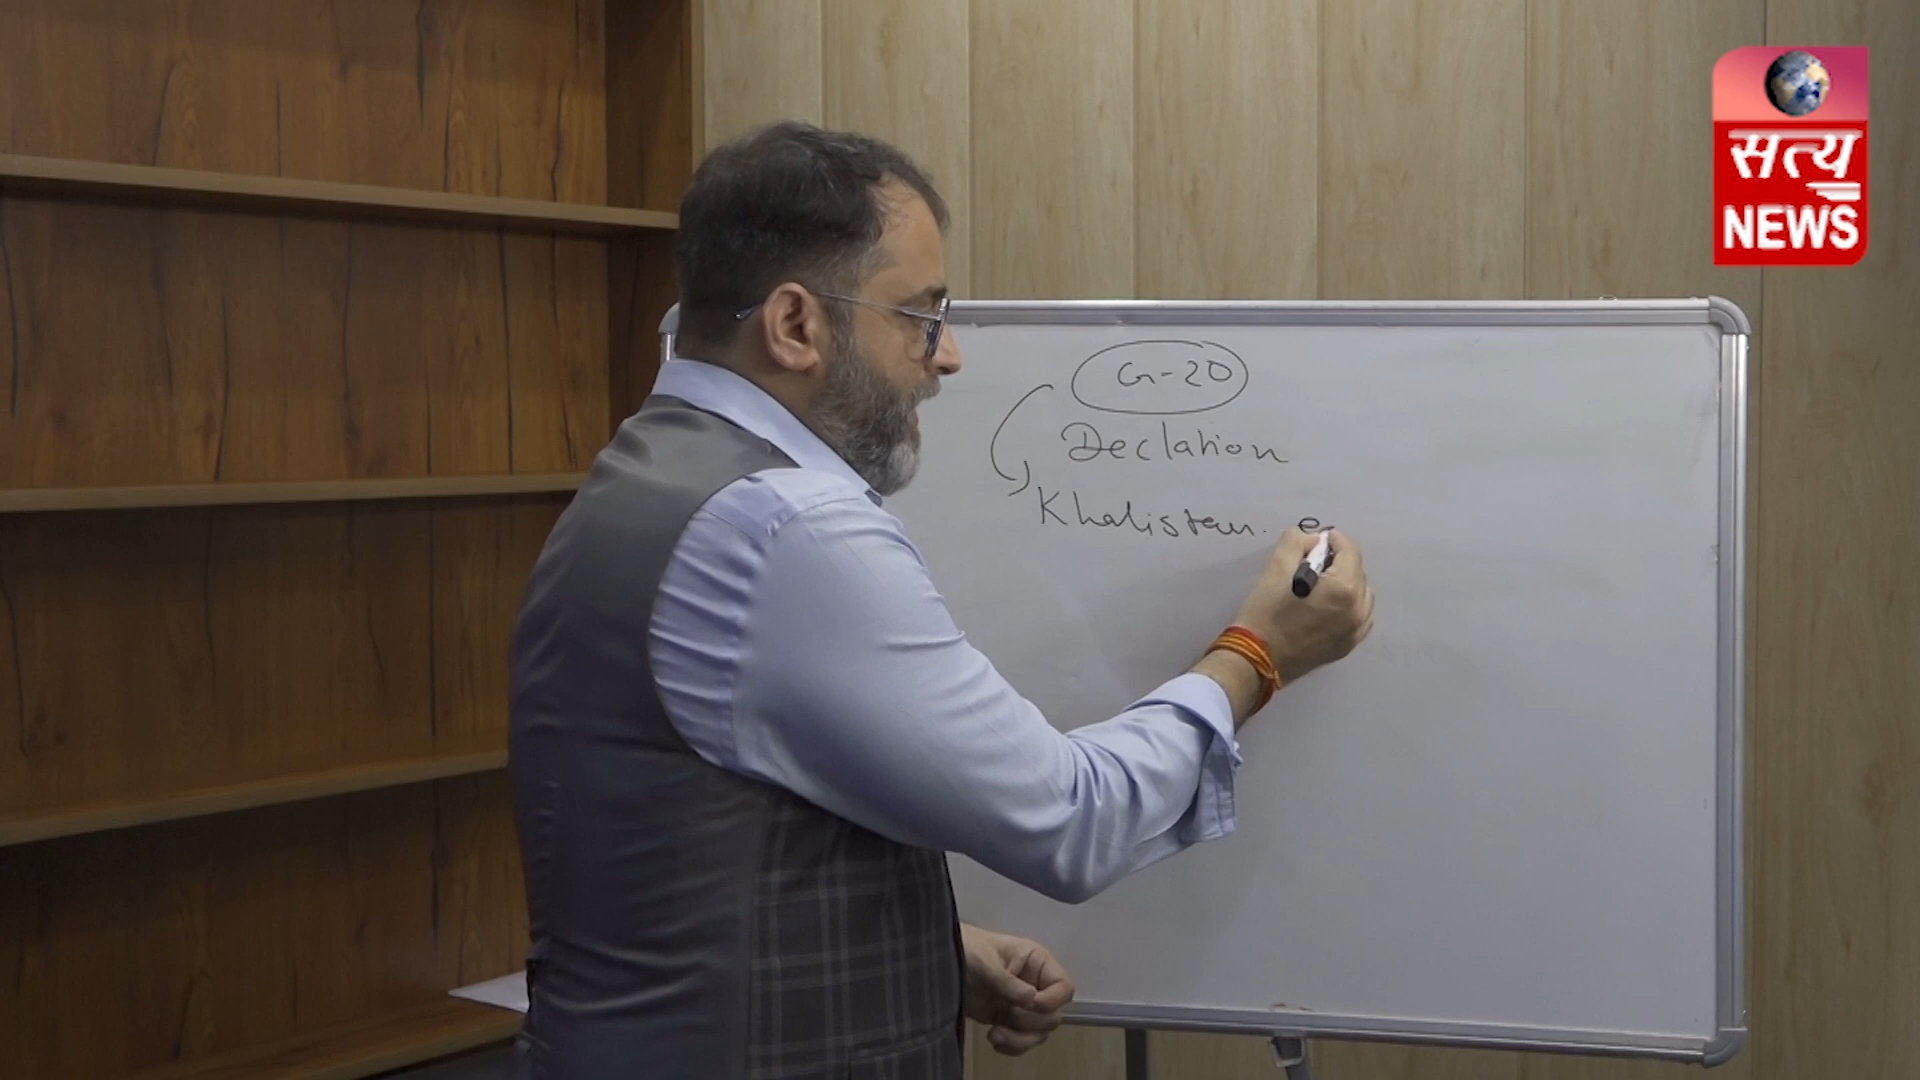 सत्य
NEWS
G-20
Declation
Khalistan.